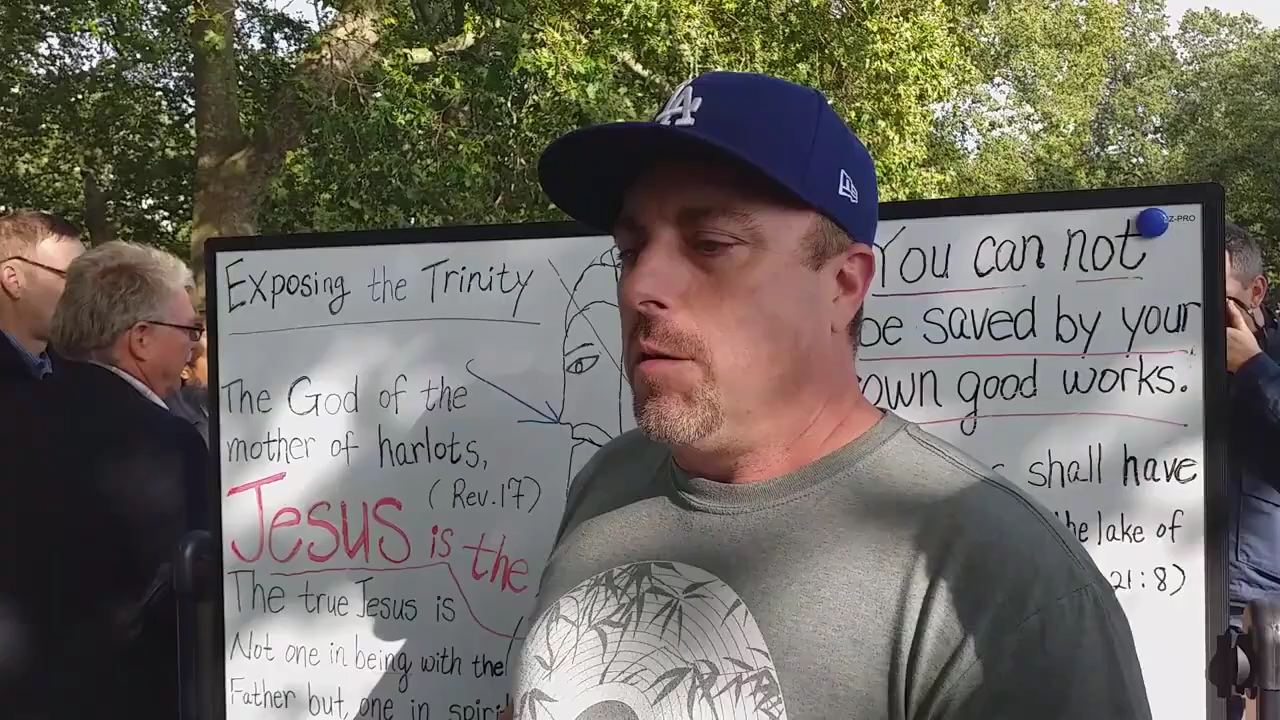 Exposing the Trinity
The God of the
mother of harlots,
(Rev.17)
Jesus is the
The true Jesus is
Not one in being with the
Father but, one in spirit
LA
EZ-PRO
You can not
be saved by your
own good works.
shall have
the lake of
21:8)